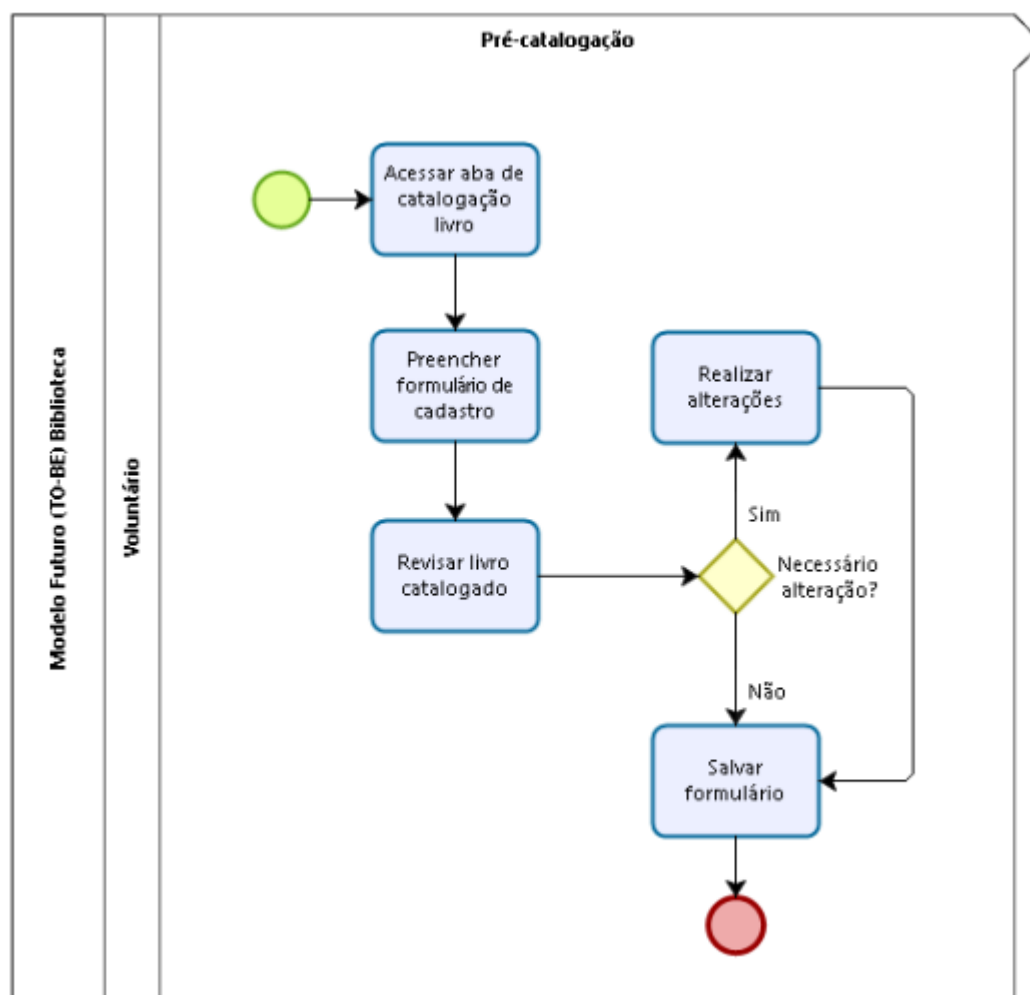 Pré-catalogação
Modelo Futuro (TO-BE) Biblioteca
Voluntário
Acessar aba de
catalogação
livro
Preencher
formulário de
cadastro
Revisar livro
catalogado
Realizar
alterações
Sim
Necessário
alteração?
Não
Salvar
formulário